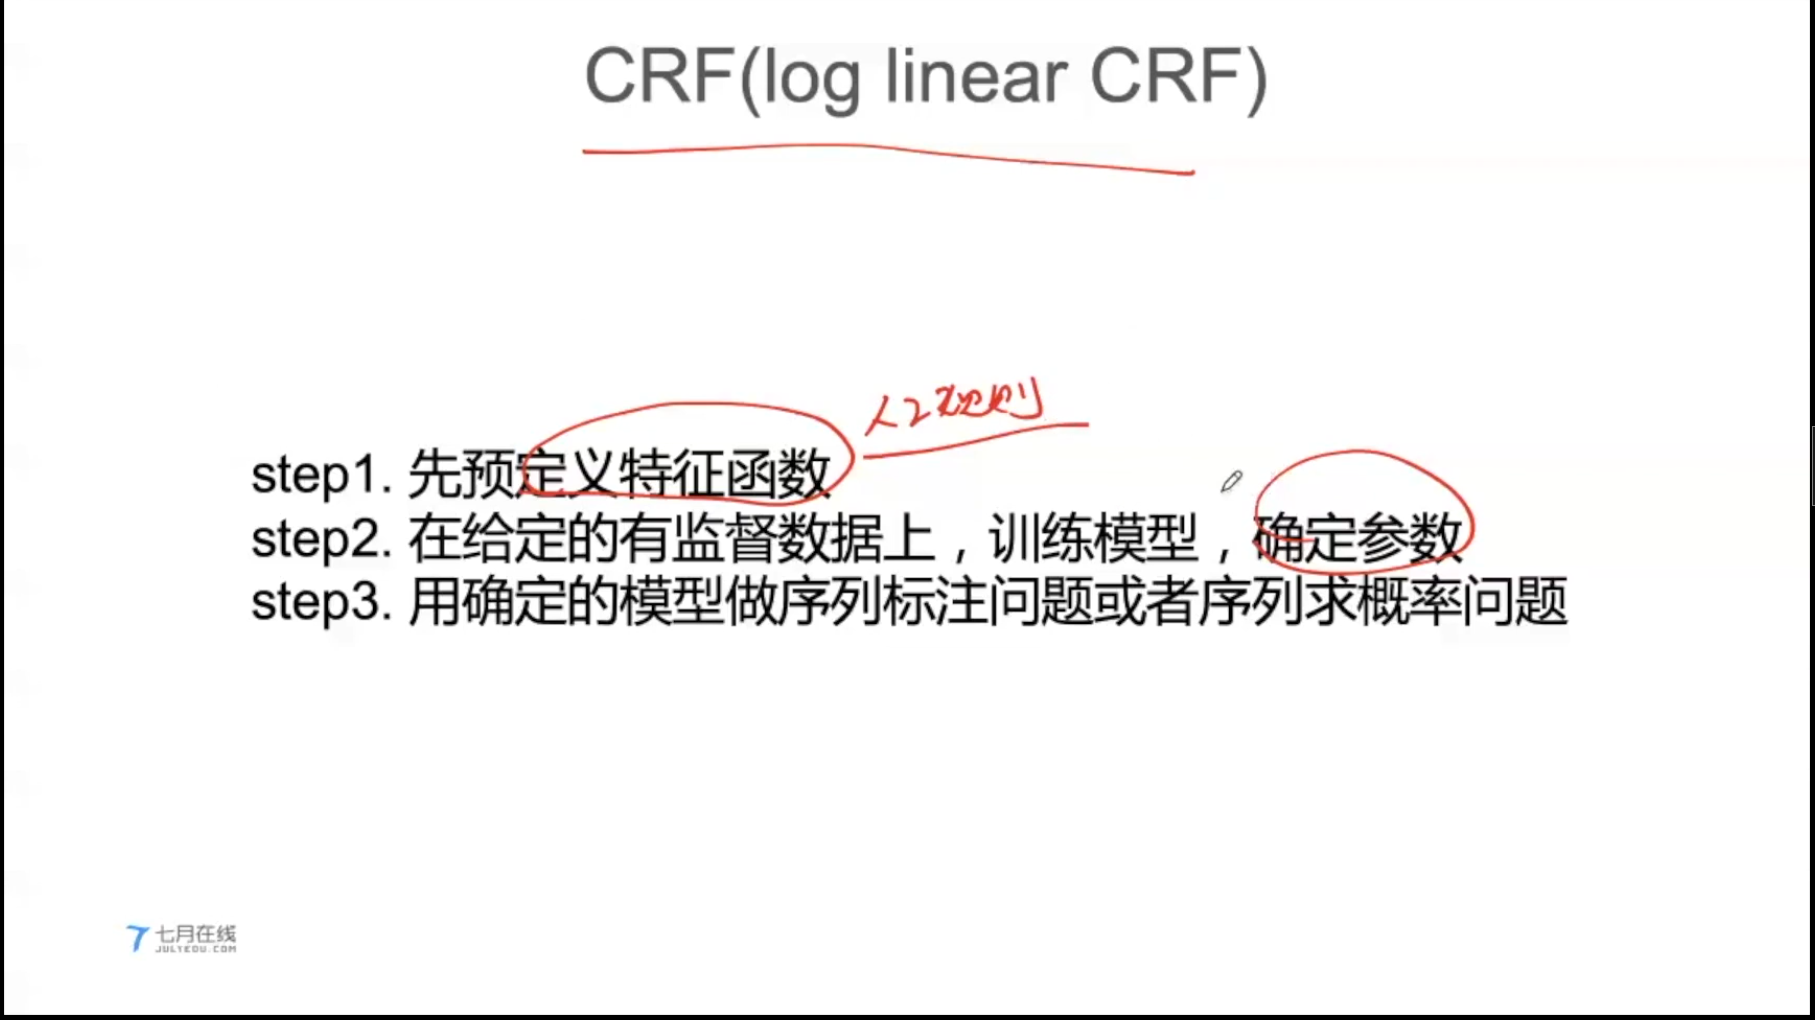 CRF(log linear CRF)
人工规则
step1. 先预定义特征函数
step2. 在给定的有监督数据上，训练模型，确定参数
step3. 用确定的模型做序列标注问题或者序列求概率问题
七月在线
JULYEDU.COM